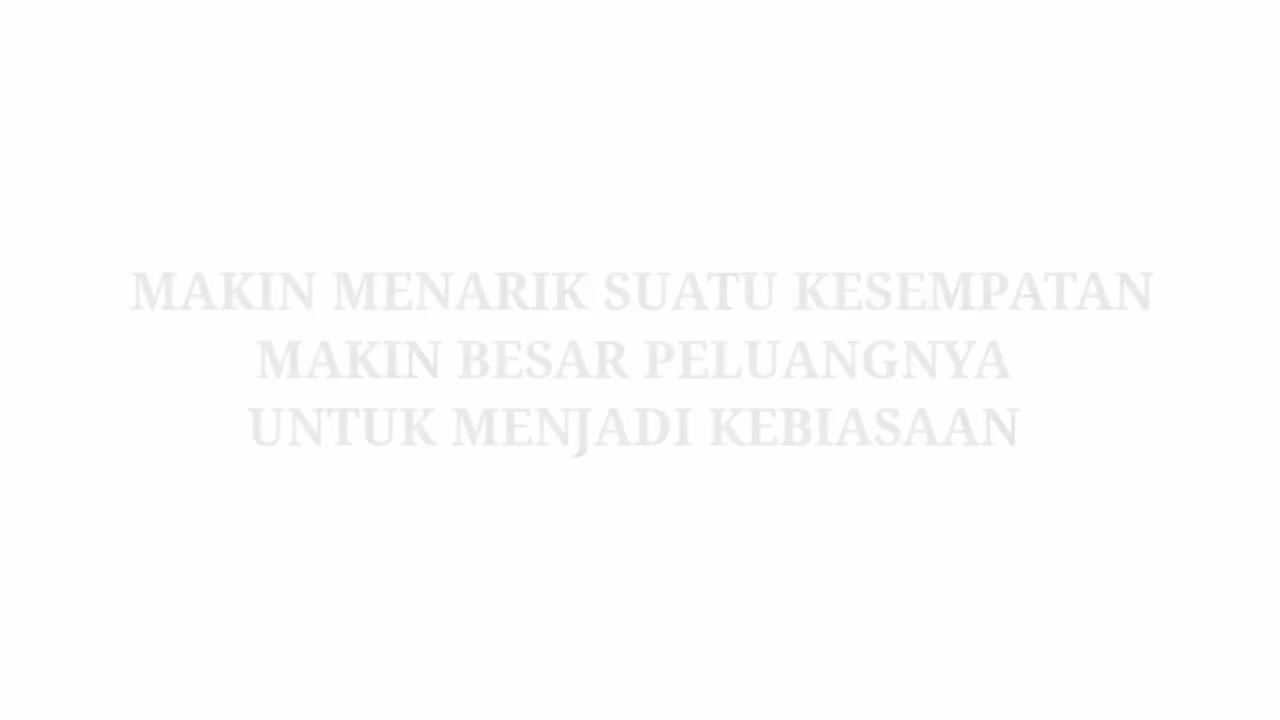 MAKIN MENARIK SUATU KESEMPATAN
MAKIN BESAR PELUANGNYA
UNTUK MENJADI KEBIASAAN